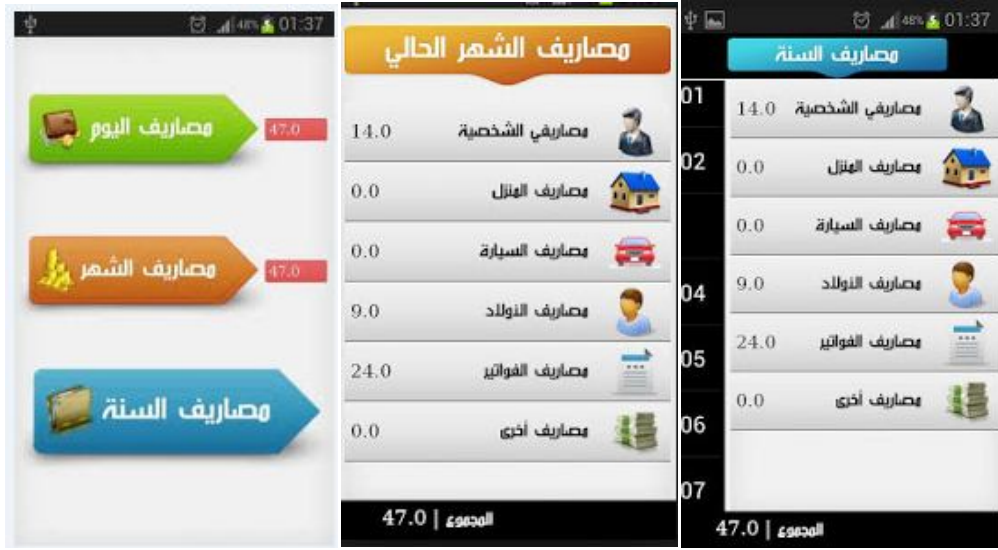 48% 01:37
مصاريف اليوم
47.0
مصاريف الشهر
47.0
مصاريف السنة
مصاريف الشهر الحالي
مصاريفي الشخصية 14.0
مصاريف المنزل 0.0
مصاريف السيارة 0.0
مصاريف الأولاد 9.0
مصاريف الفواتير 24.0
مصاريف أخرى 0.0
المجموع | 47.0
48% 01:37
مصاريف السنة
01
02
04
05
06
07
مصاريفي الشخصية 14.0
مصاريف المنزل 0.0
مصاريف السيارة 0.0
مصاريف الأولاد 9.0
مصاريف الفواتير 24.0
مصاريف أخرى 0.0
المجموع | 47.0